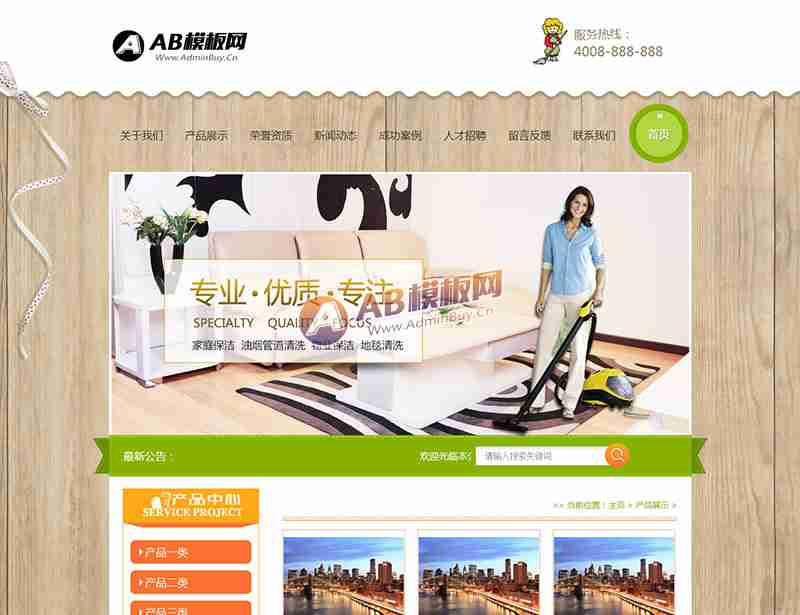 AB模板网
Www.AdminBuy.Cn
服务热线：
4008-888-888
关于我们 产品展示 荣誉资质 新闻动态 成功案例 人才招聘 留言反馈 联系我们 首页
专业·优质·专注
SPECIALTY QUALITY FOCUS
家庭保洁 油烟管道清洗 物业保洁 地毯清洗
AB模板网
Www.AdminBuy.Cn
最新公告： 欢迎光临本 请输入搜索关键词
产品中心
SERVICE PROJECT
>> 当前位置：主页 > 产品展示 >
产品一类
产品二类
产品三类